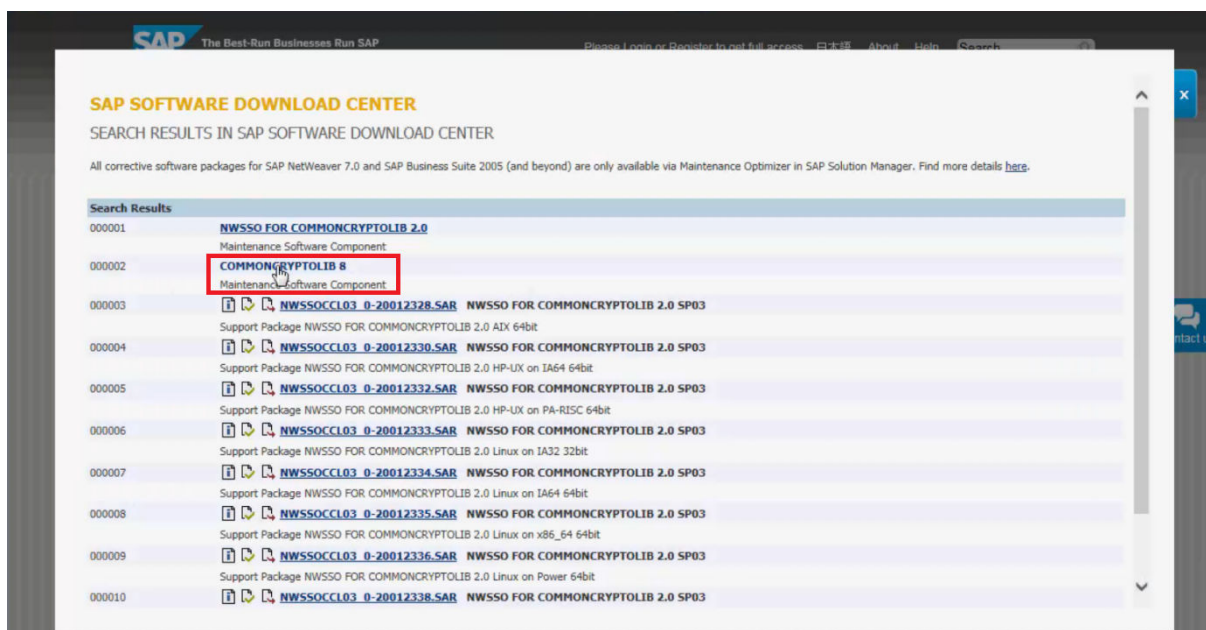 SAP The Best-Run Businesses Run SAP
Please Login or Register to get full access 日本語 About Help Search
x
SAP SOFTWARE DOWNLOAD CENTER
SEARCH RESULTS IN SAP SOFTWARE DOWNLOAD CENTER
All corrective software packages for SAP NetWeaver 7.0 and SAP Business Suite 2005 (and beyond) are only available via Maintenance Optimizer in SAP Solution Manager. Find more details here.
Search Results
000001 NWSSO FOR COMMONCRYPTOLIB 2.0
Maintenance Software Component
000002 COMMONCRYPTOLIB 8
Maintenance Software Component
000003 NWSSOCCL03_0-20012328.SAR NWSSO FOR COMMONCRYPTOLIB 2.0 SP03
Support Package NWSSO FOR COMMONCRYPTOLIB 2.0 AIX 64bit
000004 NWSSOCCL03_0-20012330.SAR NWSSO FOR COMMONCRYPTOLIB 2.0 SP03
Support Package NWSSO FOR COMMONCRYPTOLIB 2.0 HP-UX on IA64 64bit
000005 NWSSOCCL03_0-20012332.SAR NWSSO FOR COMMONCRYPTOLIB 2.0 SP03
Support Package NWSSO FOR COMMONCRYPTOLIB 2.0 HP-UX on PA-RISC 64bit
000006 NWSSOCCL03_0-20012333.SAR NWSSO FOR COMMONCRYPTOLIB 2.0 SP03
Support Package NWSSO FOR COMMONCRYPTOLIB 2.0 Linux on IA32 32bit
000007 NWSSOCCL03_0-20012334.SAR NWSSO FOR COMMONCRYPTOLIB 2.0 SP03
Support Package NWSSO FOR COMMONCRYPTOLIB 2.0 Linux on IA64 64bit
000008 NWSSOCCL03_0-20012335.SAR NWSSO FOR COMMONCRYPTOLIB 2.0 SP03
Support Package NWSSO FOR COMMONCRYPTOLIB 2.0 Linux on x86_64 64bit
000009 NWSSOCCL03_0-20012336.SAR NWSSO FOR COMMONCRYPTOLIB 2.0 SP03
Support Package NWSSO FOR COMMONCRYPTOLIB 2.0 Linux on Power 64bit
000010 NWSSOCCL03_0-20012338.SAR NWSSO FOR COMMONCRYPTOLIB 2.0 SP03